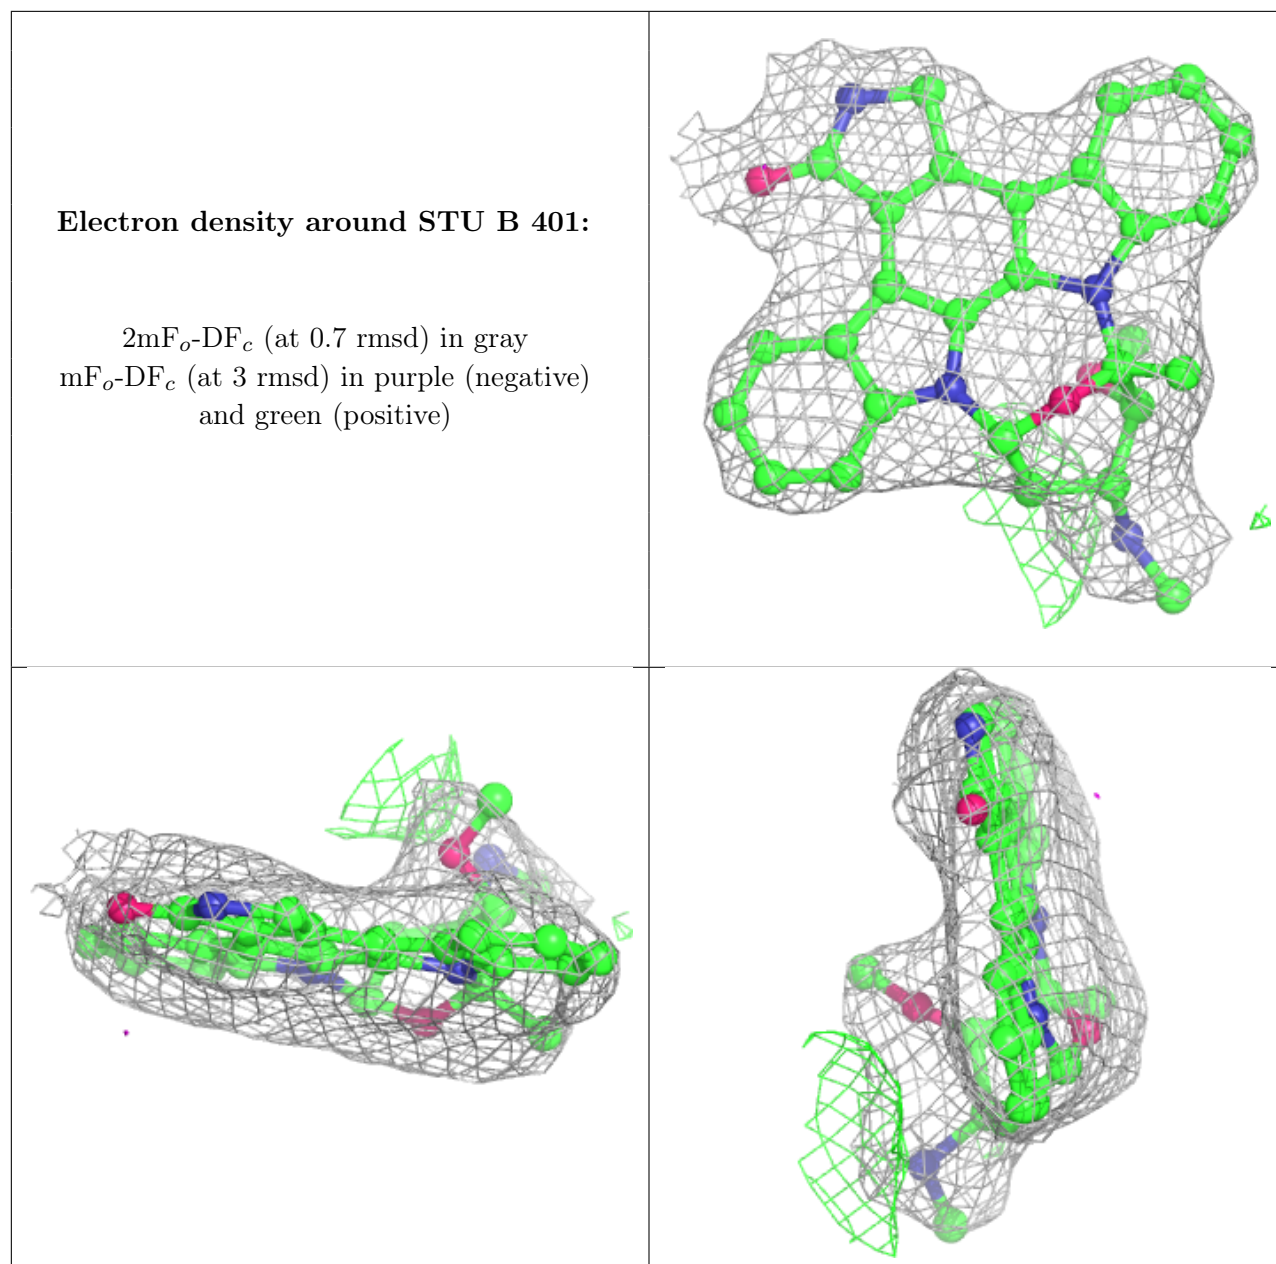 Electron density around STU B 401:
2mFo-DFc (at 0.7 rmsd) in gray
mFo-DFc (at 3 rmsd) in purple (negative)
and green (positive)